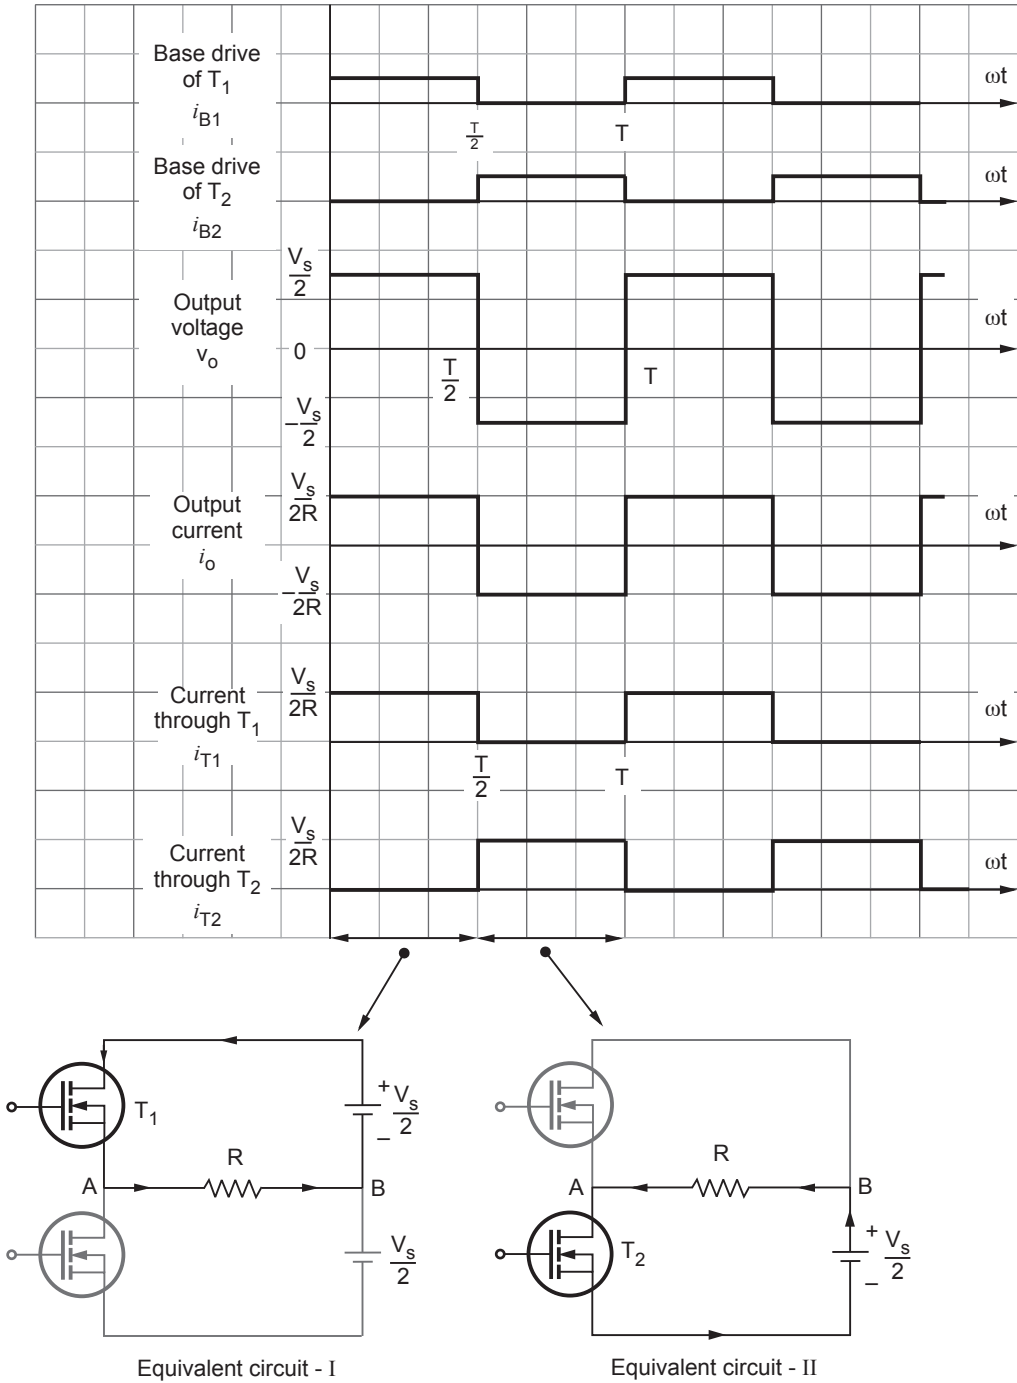 Base drive
of T1
iB1
ωt
T/2
T
Base drive
of T2
iB2
ωt
Vs/2
Output
voltage
vo
0
ωt
T/2
T
−Vs/2
Vs/2R
Output
current
io
ωt
−Vs/2R
Vs/2R
Current
through T1
iT1
ωt
T/2
T
Vs/2R
Current
through T2
iT2
ωt
T1
+
Vs/2
−
R
A
B
Vs/2
Equivalent circuit - I
R
A
B
T2
+
Vs/2
−
Equivalent circuit - II